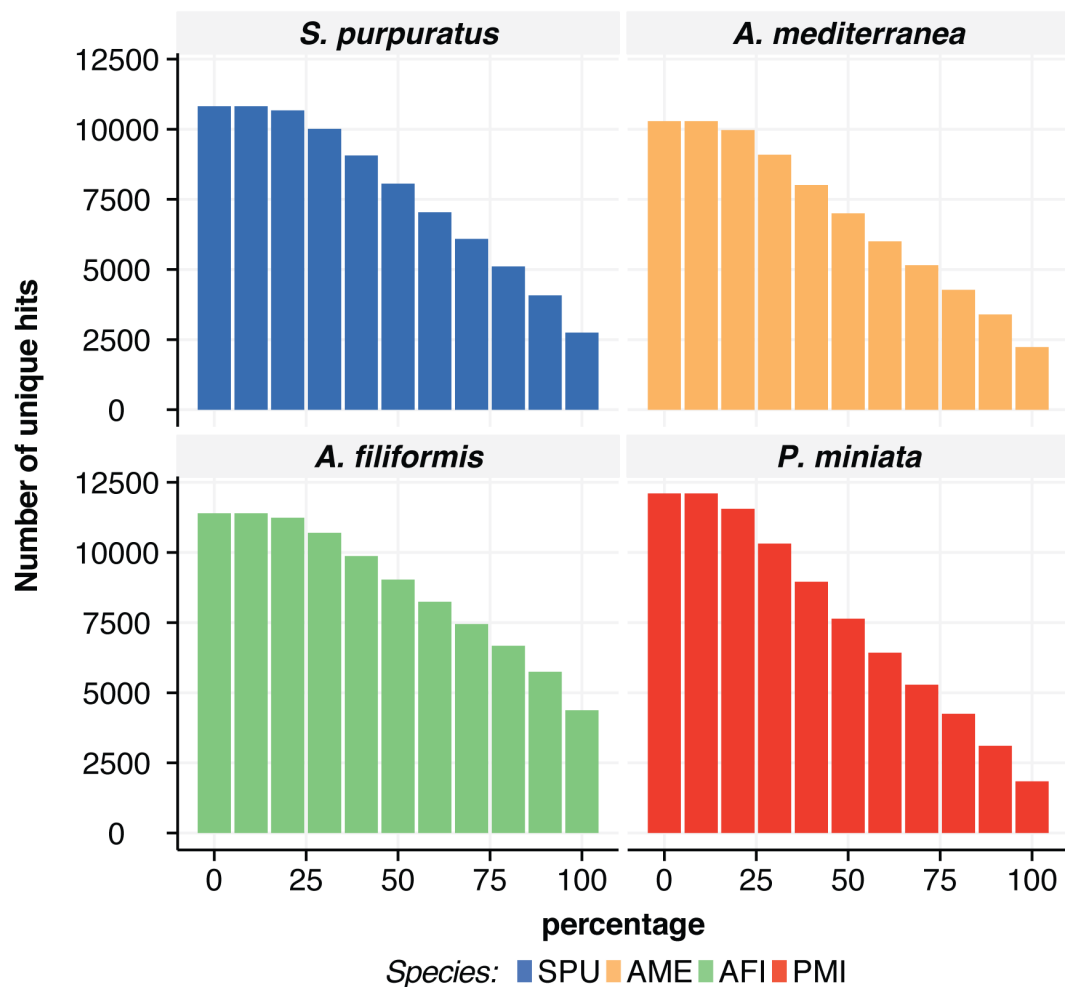 S. purpuratus
A. mediterranea
12500
10000
7500
5000
2500
0
A. filiformis
P. miniata
12500
10000
7500
5000
2500
0
Number of unique hits
0 25 50 75 100
0 25 50 75 100
percentage
Species: SPU AME AFI PMI